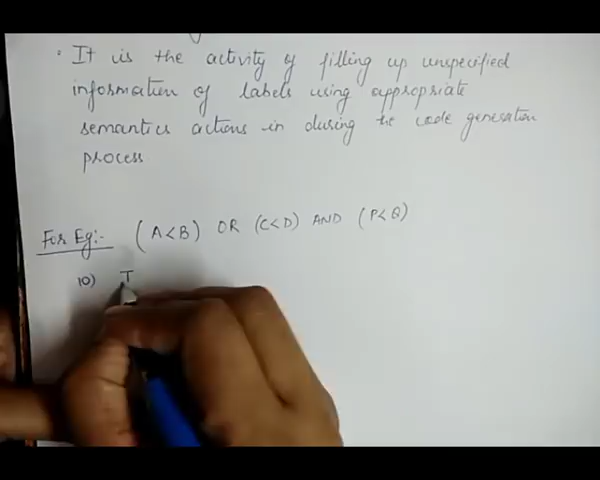 • It is the activity of filling up unspecified
information of labels using appropriate
semantics actions in during the code generation
process
For Eg:- (A<B) OR (C<D) AND (P<Q)
10) I